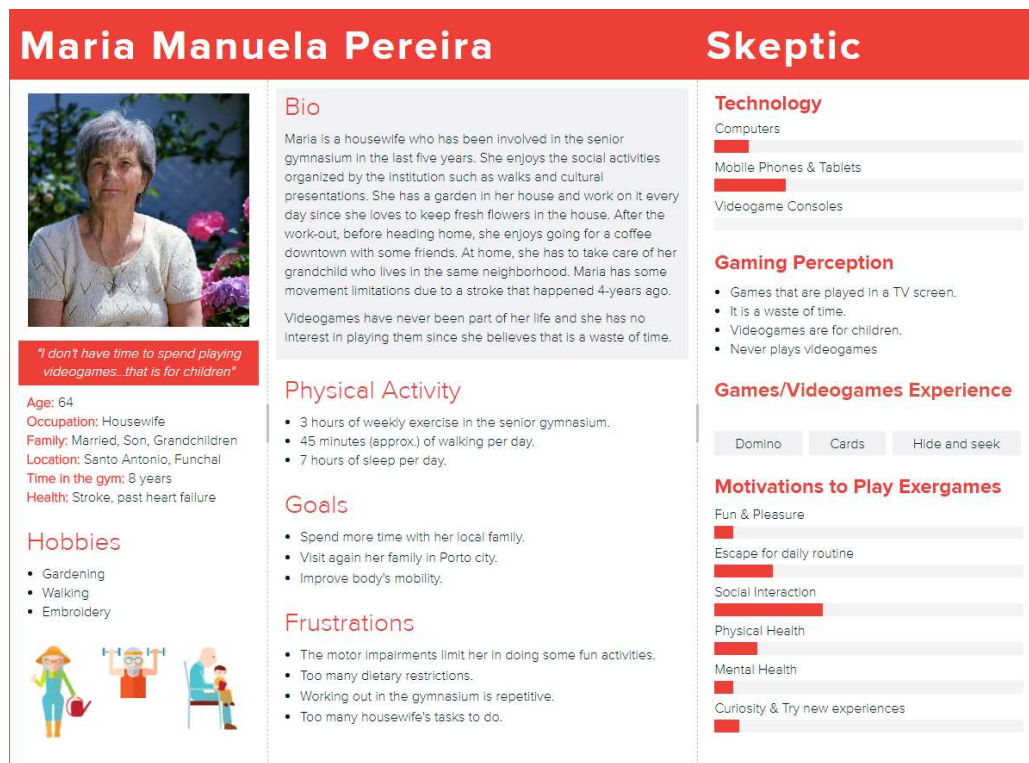 Maria Manuela Pereira
Skeptic
"I don't have time to spend playing
videogames...that is for children"
Age: 64
Occupation: Housewife
Family: Married, Son, Grandchildren
Location: Santo Antonio, Funchal
Time in the gym: 8 years
Health: Stroke, past heart failure
Hobbies
• Gardening
• Walking
• Embroidery
Bio
Maria is a housewife who has been involved in the senior
gymnasium in the last five years. She enjoys the social activities
organized by the institution such as walks and cultural
presentations. She has a garden in her house and work on it every
day since she loves to keep fresh flowers in the house. After the
work-out, before heading home, she enjoys going for a coffee
downtown with some friends. At home, she has to take care of her
grandchild who lives in the same neighborhood. Maria has some
movement limitations due to a stroke that happened 4-years ago.
Videogames have never been part of her life and she has no
interest in playing them since she believes that is a waste of time.
Physical Activity
• 3 hours of weekly exercise in the senior gymnasium.
• 45 minutes (approx.) of walking per day.
• 7 hours of sleep per day.
Goals
• Spend more time with her local family.
• Visit again her family in Porto city.
• Improve body's mobility.
Frustrations
• The motor impairments limit her in doing some fun activities.
• Too many dietary restrictions.
• Working out in the gymnasium is repetitive.
• Too many housewife's tasks to do.
Technology
Computers
Mobile Phones & Tablets
Videogame Consoles
Gaming Perception
• Games that are played in a TV screen.
• It is a waste of time.
• Videogames are for children.
• Never plays videogames
Games/Videogames Experience
Domino Cards Hide and seek
Motivations to Play Exergames
Fun & Pleasure
Escape for daily routine
Social Interaction
Physical Health
Mental Health
Curiosity & Try new experiences